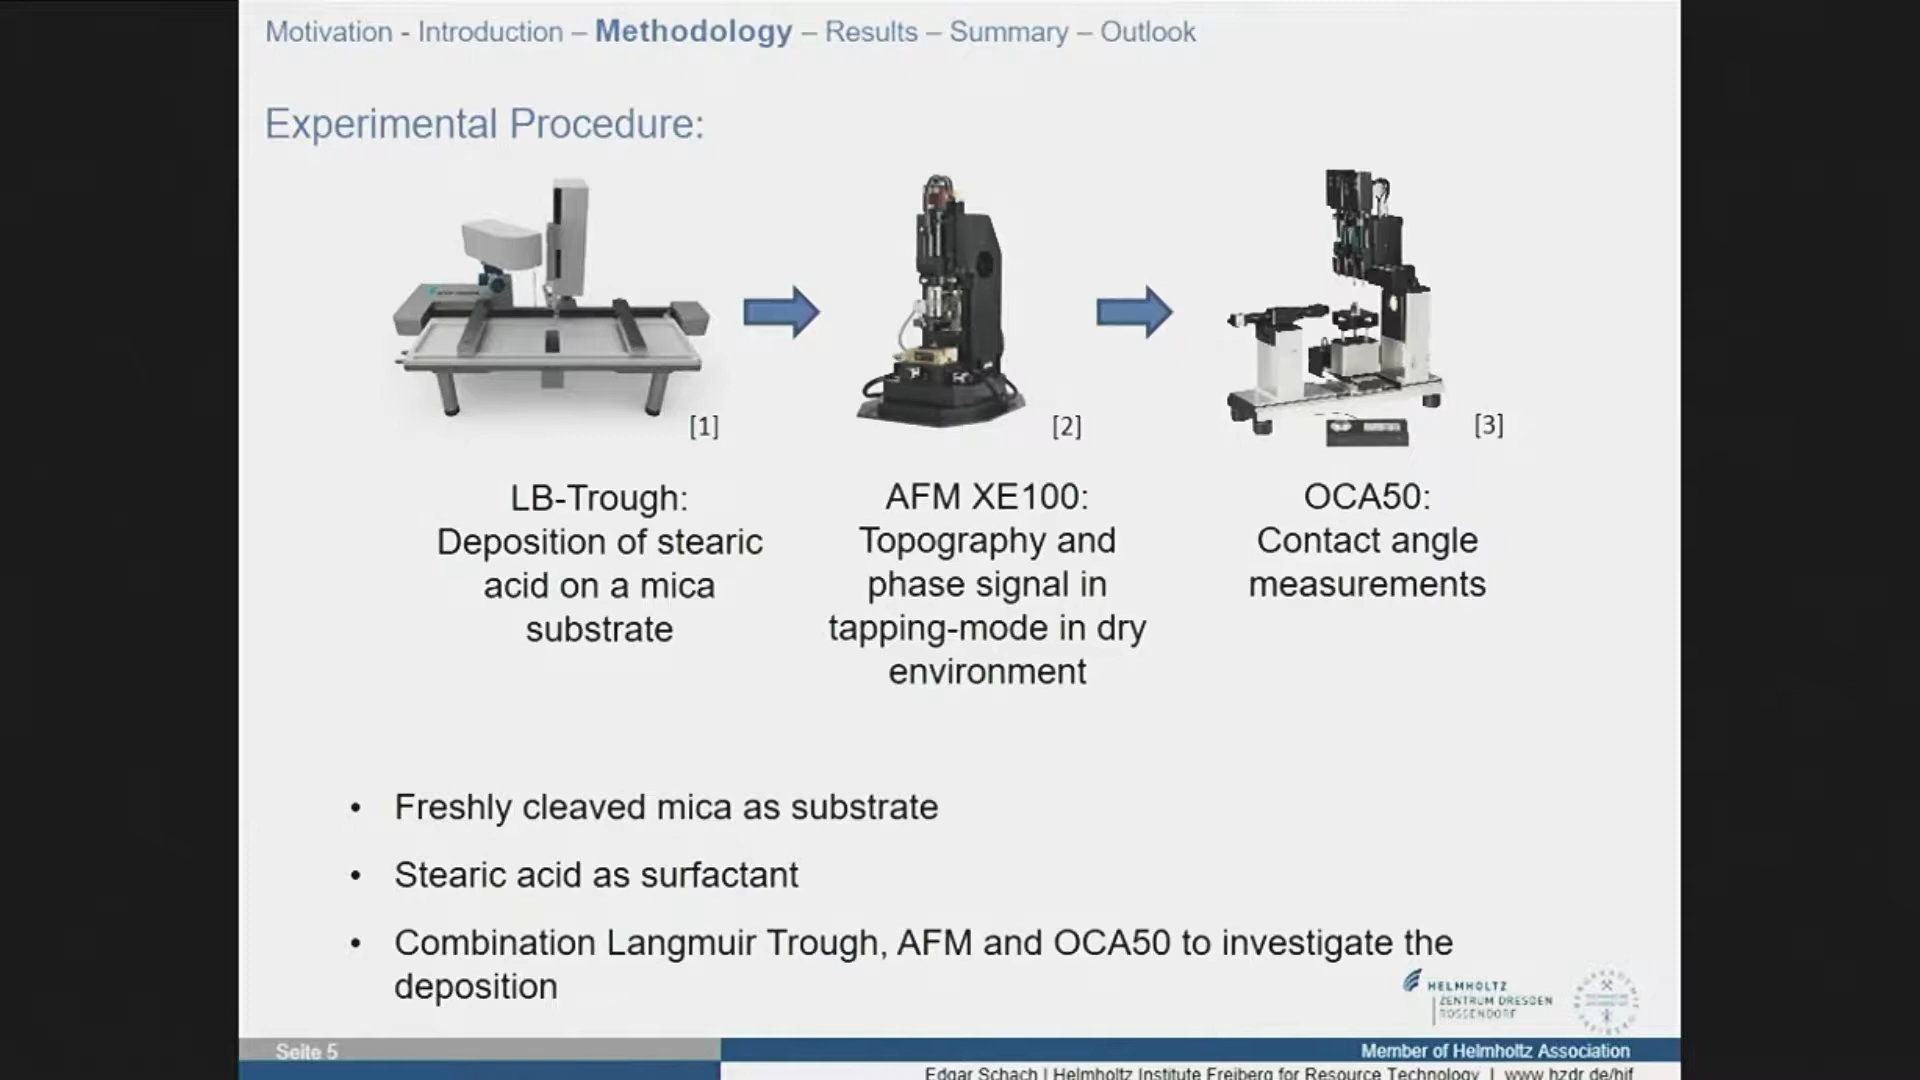 Motivation - Introduction – Methodology – Results – Summary – Outlook
Experimental Procedure:
[1]
[2]
[3]
LB-Trough:
Deposition of stearic
acid on a mica
substrate
AFM XE100:
Topography and
phase signal in
tapping-mode in dry
environment
OCA50:
Contact angle
measurements
• Freshly cleaved mica as substrate
• Stearic acid as surfactant
• Combination Langmuir Trough, AFM and OCA50 to investigate the
deposition
HELMHOLTZ
ZENTRUM DRESDEN
ROSSENDORF
Seite 5
Member of Helmholtz Association
Edgar Schach | Helmholtz Institute Freiberg for Resource Technology | www.hzdr.de/hif